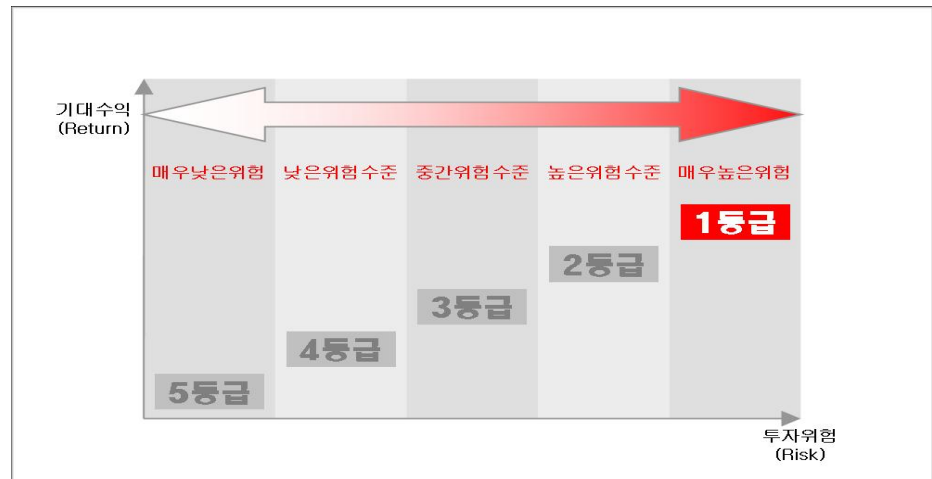 기대수익
(Return)
매우낮은위험 낮은위험수준 중간위험수준 높은위험수준 매우높은위험
1등급
2등급
3등급
4등급
5등급
투자위험
(Risk)